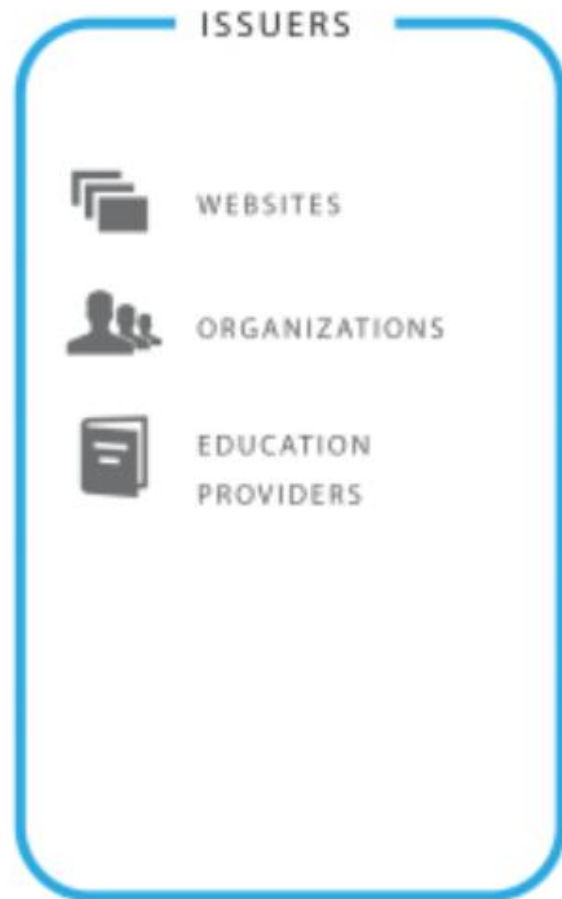 ISSUERS
WEBSITES
ORGANIZATIONS
EDUCATION
PROVIDERS